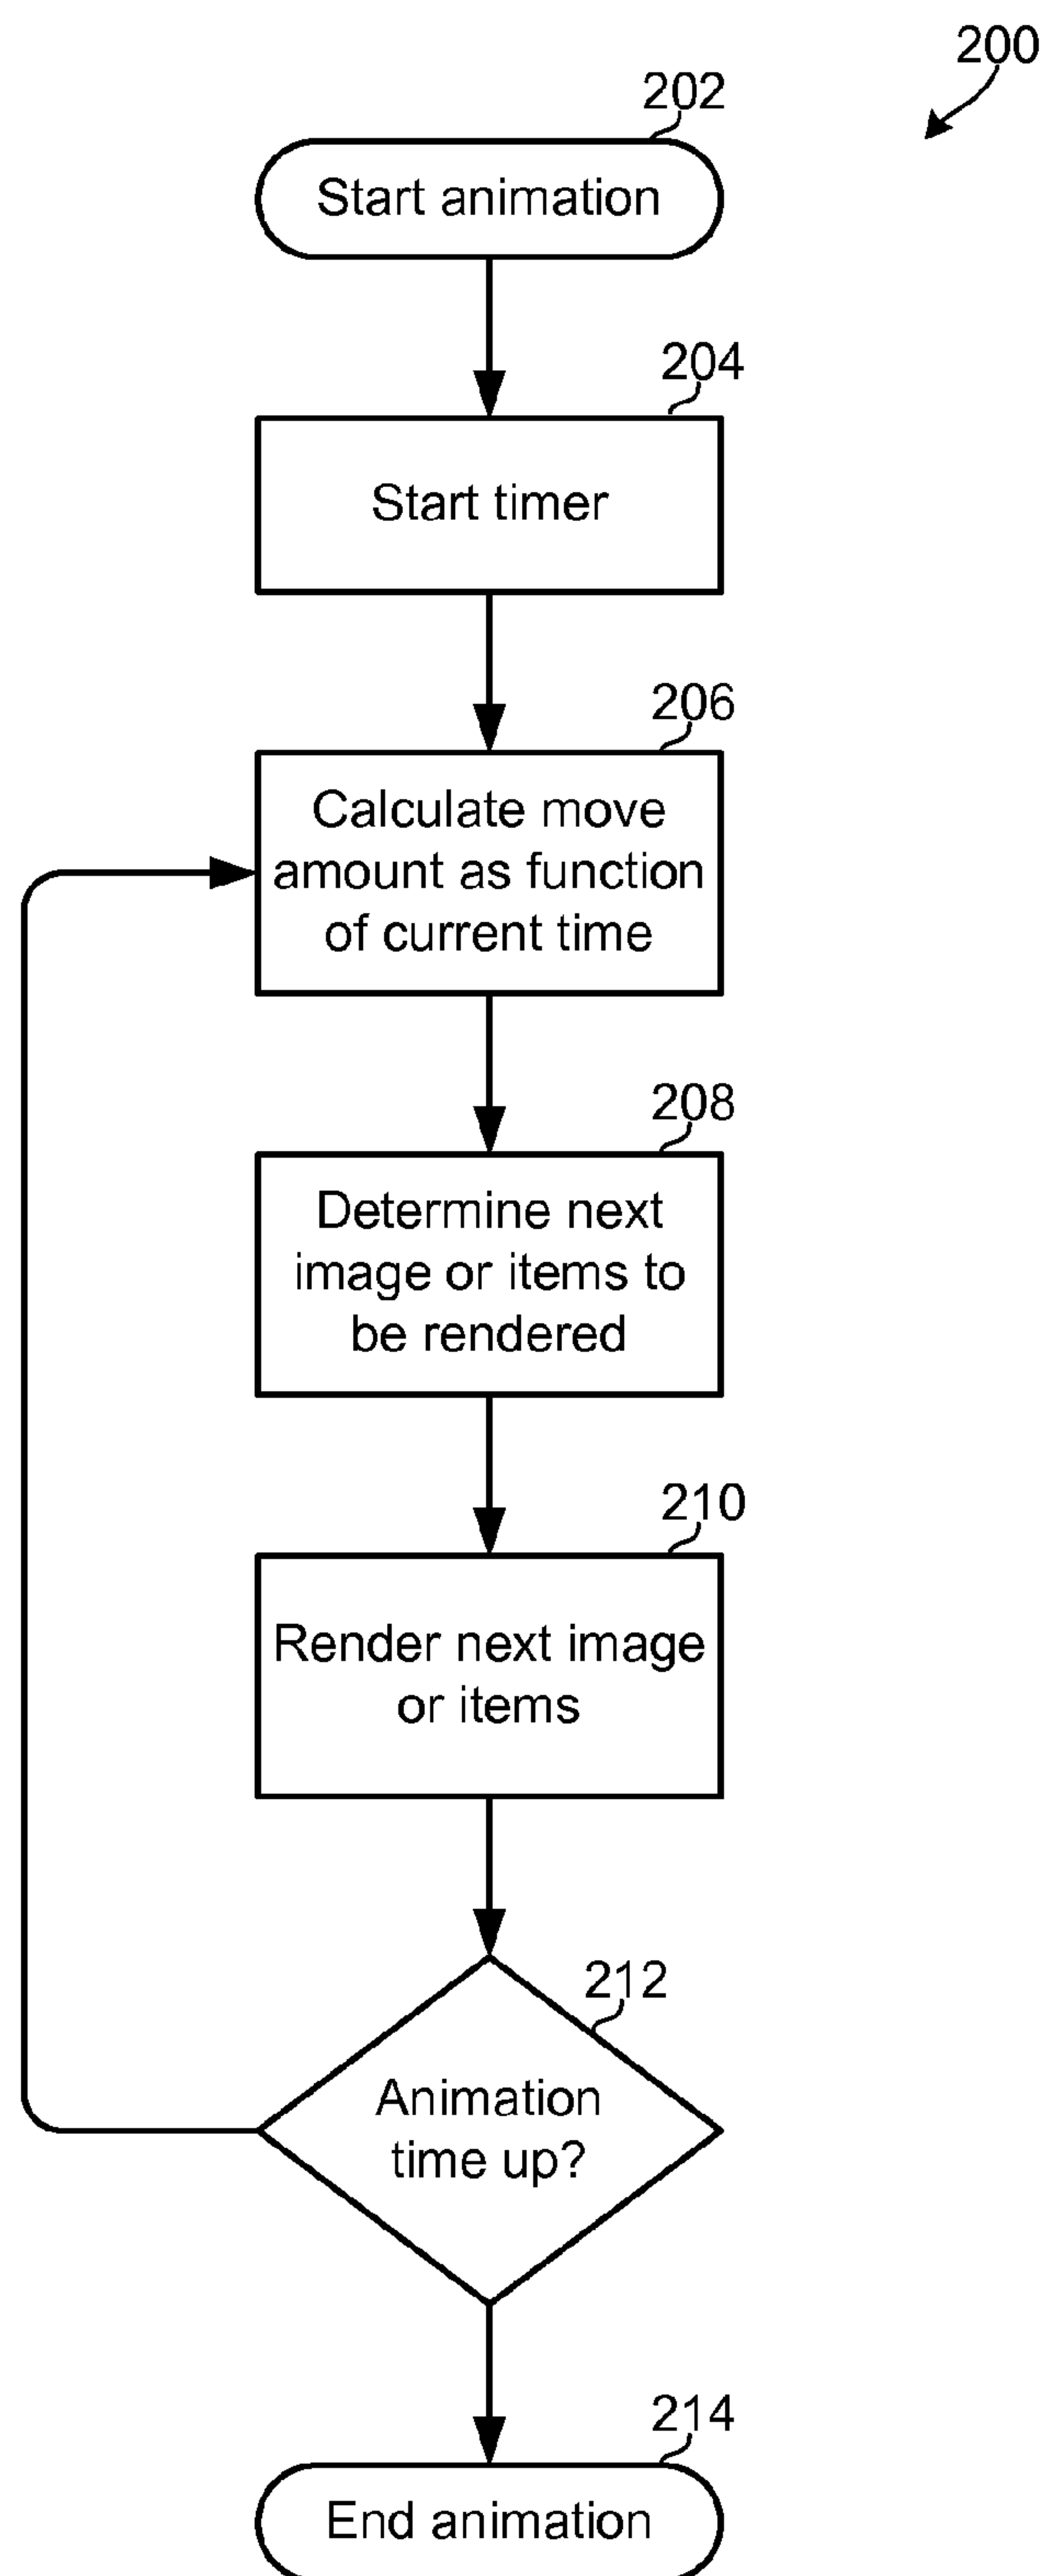 200
202
Start animation
204
Start timer
206
Calculate move
amount as function
of current time
208
Determine next
image or items to
be rendered
210
Render next image
or items
212
Animation
time up?
214
End animation